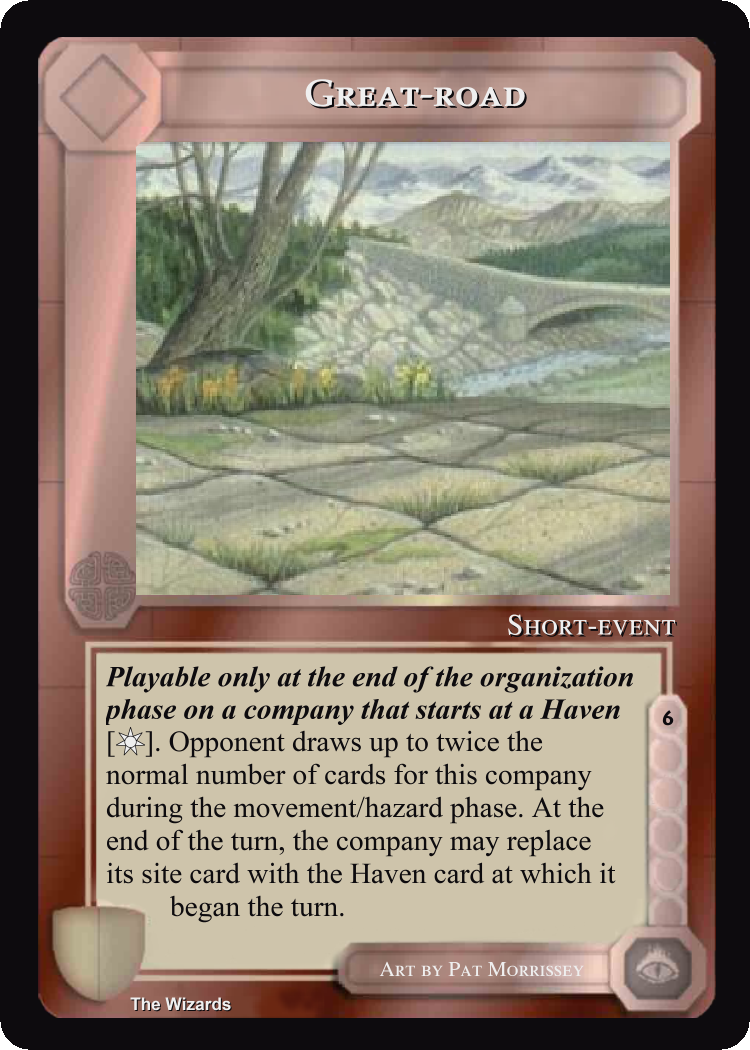 Great-road
Short-event
Playable only at the end of the organization
phase on a company that starts at a Haven
[]. Opponent draws up to twice the
normal number of cards for this company
during the movement/hazard phase. At the
end of the turn, the company may replace
its site card with the Haven card at which it
began the turn.
6
Art by Pat Morrissey
The Wizards